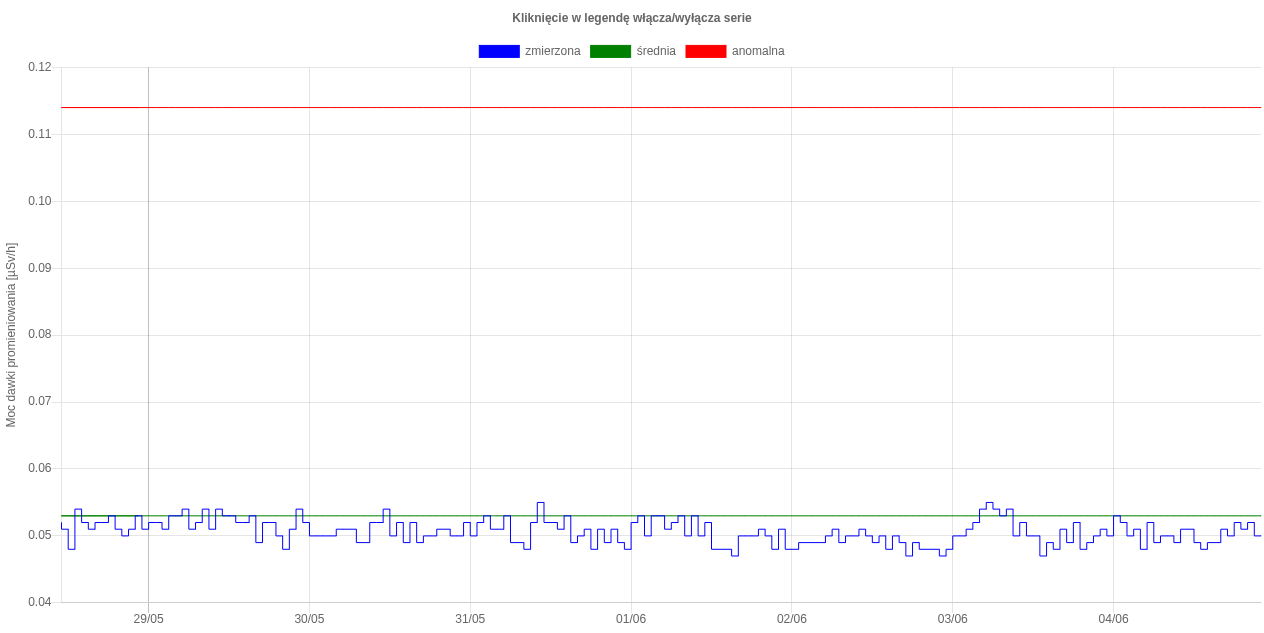 Kliknięcie w legendę włącza/wyłącza serie
zmierzona średnia anomalna
Moc dawki promieniowania [µSv/h]
0.12
0.11
0.10
0.09
0.08
0.07
0.06
0.05
0.04
29/05 30/05 31/05 01/06 02/06 03/06 04/06